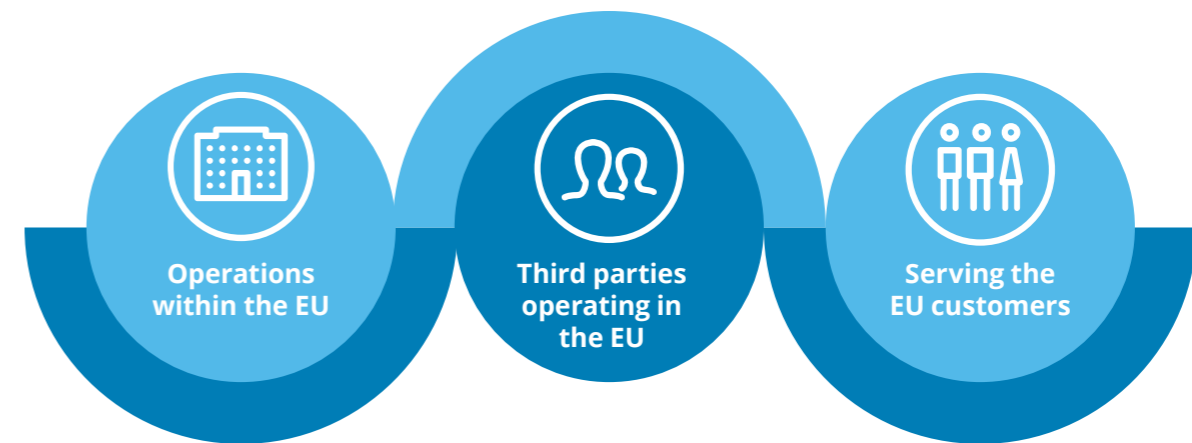 Operations
within the EU
Third parties
operating in
the EU
Serving the
EU customers